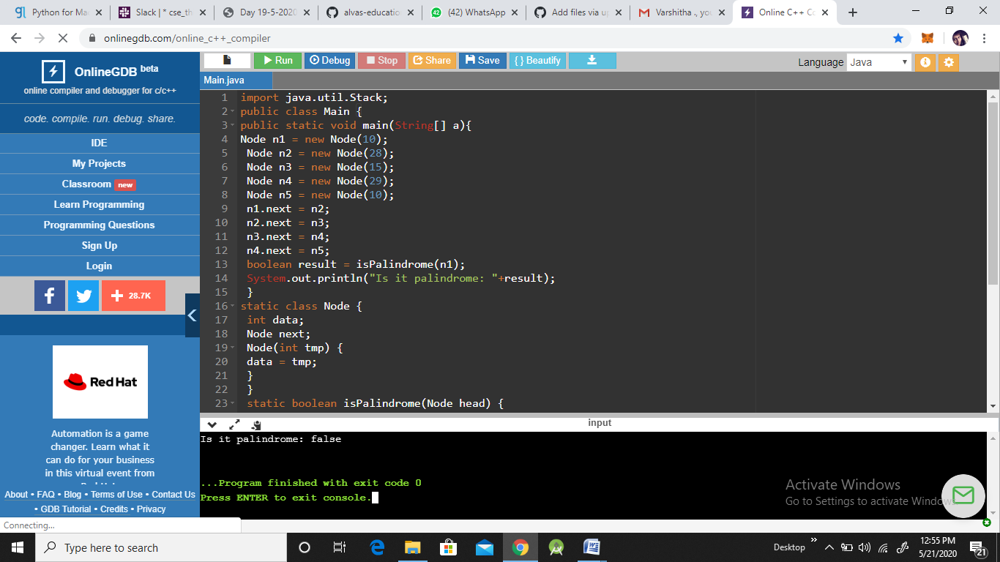 Python for Ma
Slack | * cse_th
Day 19-5-2020
alvas-educatio
(42) WhatsApp
Add files via u
Varshitha ., yo
Online C++ Co
onlinegdb.com/online_c++_compiler
OnlineGDB beta
online compiler and debugger for c/c++
code. compile. run. debug. share.
IDE
My Projects
Classroom new
Learn Programming
Programming Questions
Sign Up
Login
28.7K
Red Hat
Automation is a game
changer. Learn what it
can do for your business
in this virtual event from
About • FAQ • Blog • Terms of Use • Contact Us
• GDB Tutorial • Credits • Privacy
Connecting...
Run Debug Stop Share Save { } Beautify
Language Java
Main.java
1 import java.util.Stack;
2 public class Main {
3 public static void main(String[] a){
4 Node n1 = new Node(10);
5 Node n2 = new Node(28);
6 Node n3 = new Node(15);
7 Node n4 = new Node(29);
8 Node n5 = new Node(10);
9 n1.next = n2;
10 n2.next = n3;
11 n3.next = n4;
12 n4.next = n5;
13 boolean result = isPalindrome(n1);
14 System.out.println("Is it palindrome: "+result);
15 }
16 static class Node {
17 int data;
18 Node next;
19 Node(int tmp) {
20 data = tmp;
21 }
22 }
23 static boolean isPalindrome(Node head) {
input
Is it palindrome: false
...Program finished with exit code 0
Press ENTER to exit console.
Activate Windows
Go to Settings to activate Windows.
Type here to search
Desktop
12:55 PM
5/21/2020
21